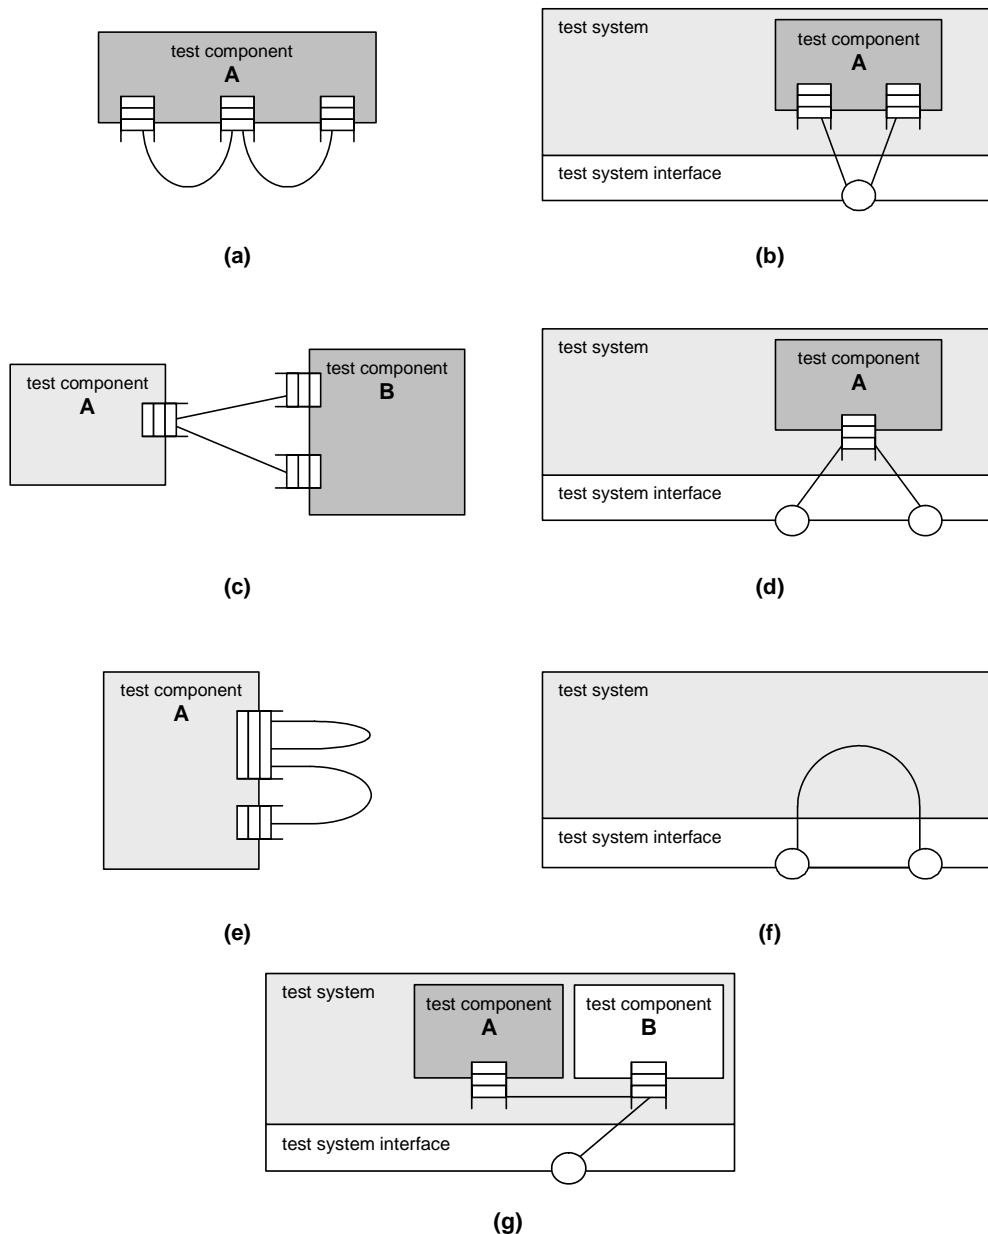 test component
A
(a)
test system
test component
A
test system interface
(b)
test component
A
test component
B
(c)
test system
test component
A
test system interface
(d)
test component
A
(e)
test system
test system interface
(f)
test system
test component
A
test component
B
test system interface
(g)